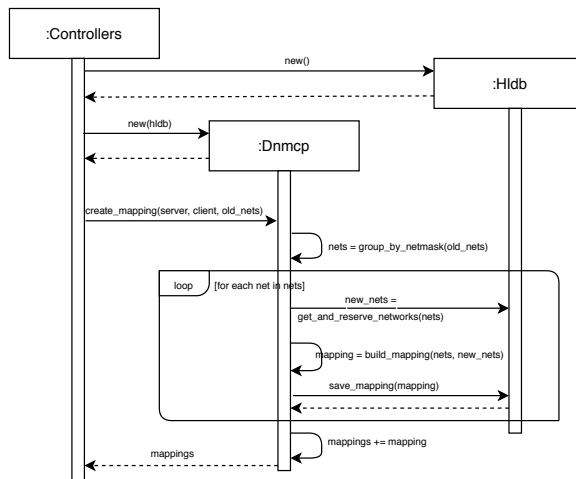 :Controllers
new()
:Hldb
new(hldb)
:Dnmcp
create_mapping(server, client, old_nets)
nets = group_by_netmask(old_nets)
loop
[for each net in nets]
new_nets =
get_and_reserve_networks(nets)
mapping = build_mapping(nets, new_nets)
save_mapping(mapping)
mappings += mapping
mappings